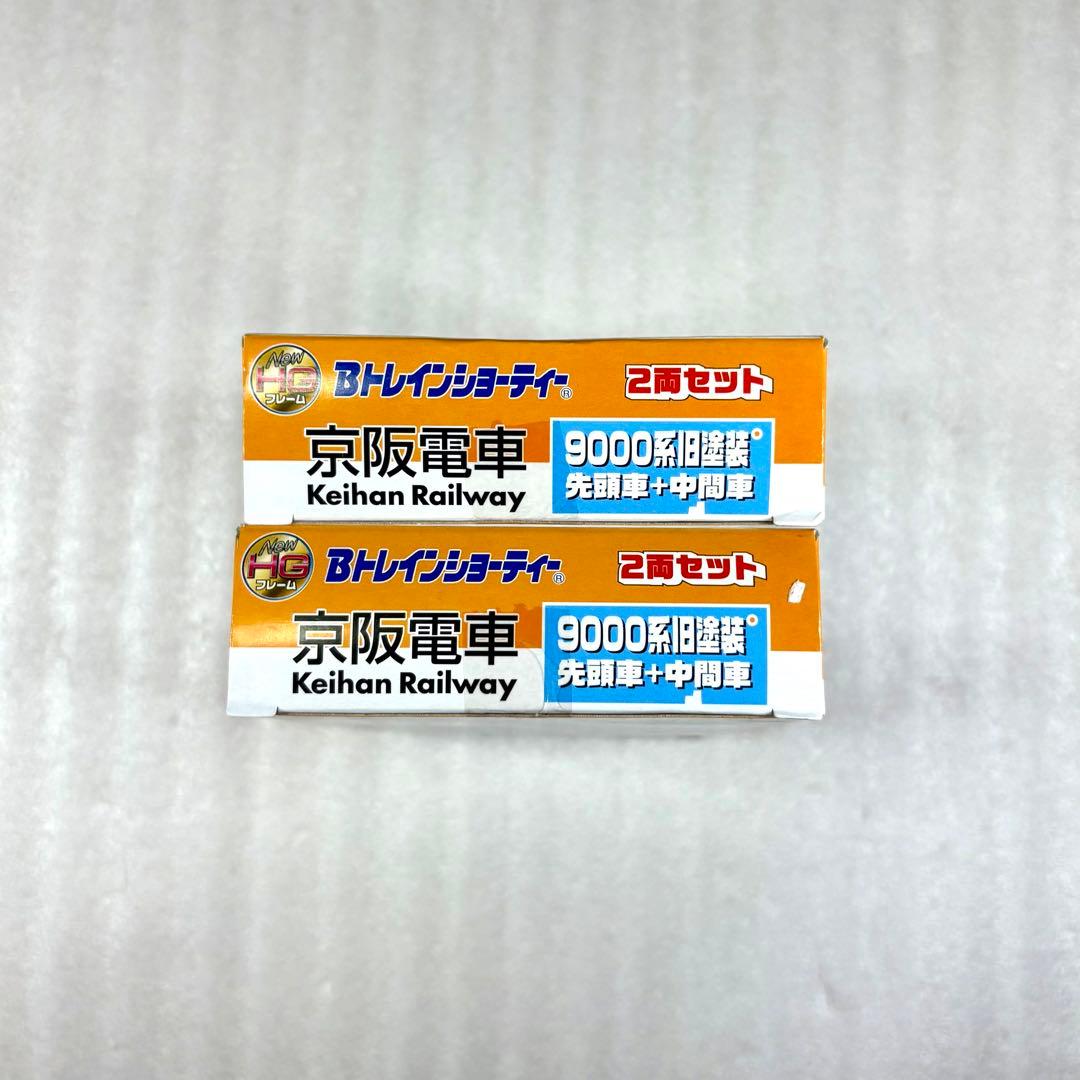 New
HG
フレーム
Bトレインショーティー®
2両セット
京阪電車
Keihan Railway
9000系旧塗装
先頭車+中間車
New
HG
フレーム
Bトレインショーティー®
2両セット
京阪電車
Keihan Railway
9000系旧塗装
先頭車+中間車